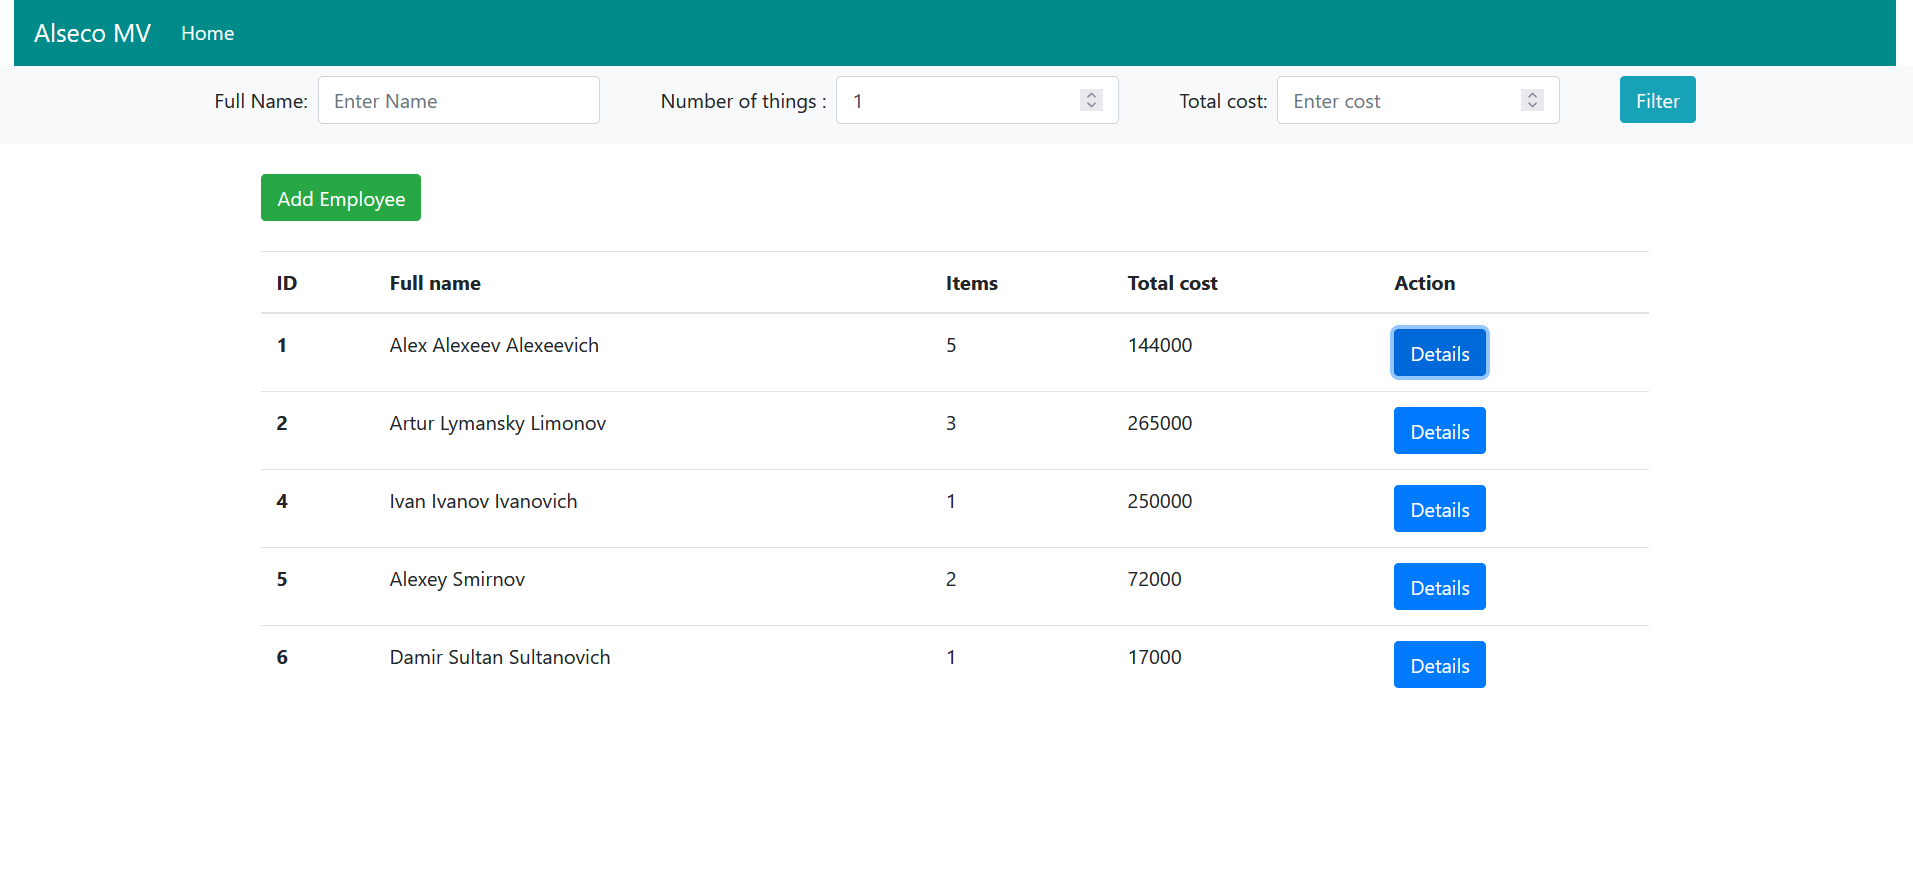 Alseco MV Home
Full Name: Enter Name Number of things : 1 Total cost: Enter cost Filter
Add Employee
ID Full name Items Total cost Action
1 Alex Alexeev Alexeevich 5 144000 Details
2 Artur Lymansky Limonov 3 265000 Details
4 Ivan Ivanov Ivanovich 1 250000 Details
5 Alexey Smirnov 2 72000 Details
6 Damir Sultan Sultanovich 1 17000 Details